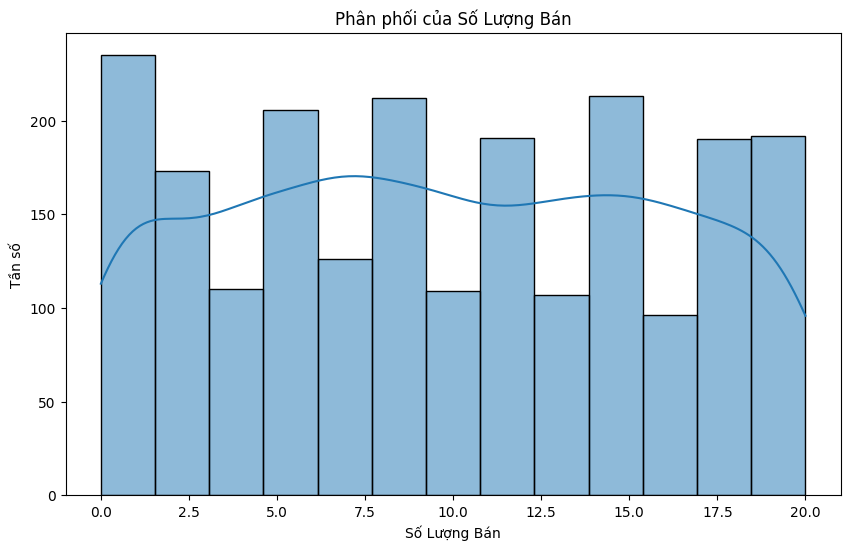 Phân phối của Số Lượng Bán
Tần số
200
150
100
50
0
0.0 2.5 5.0 7.5 10.0 12.5 15.0 17.5 20.0
Số Lượng Bán